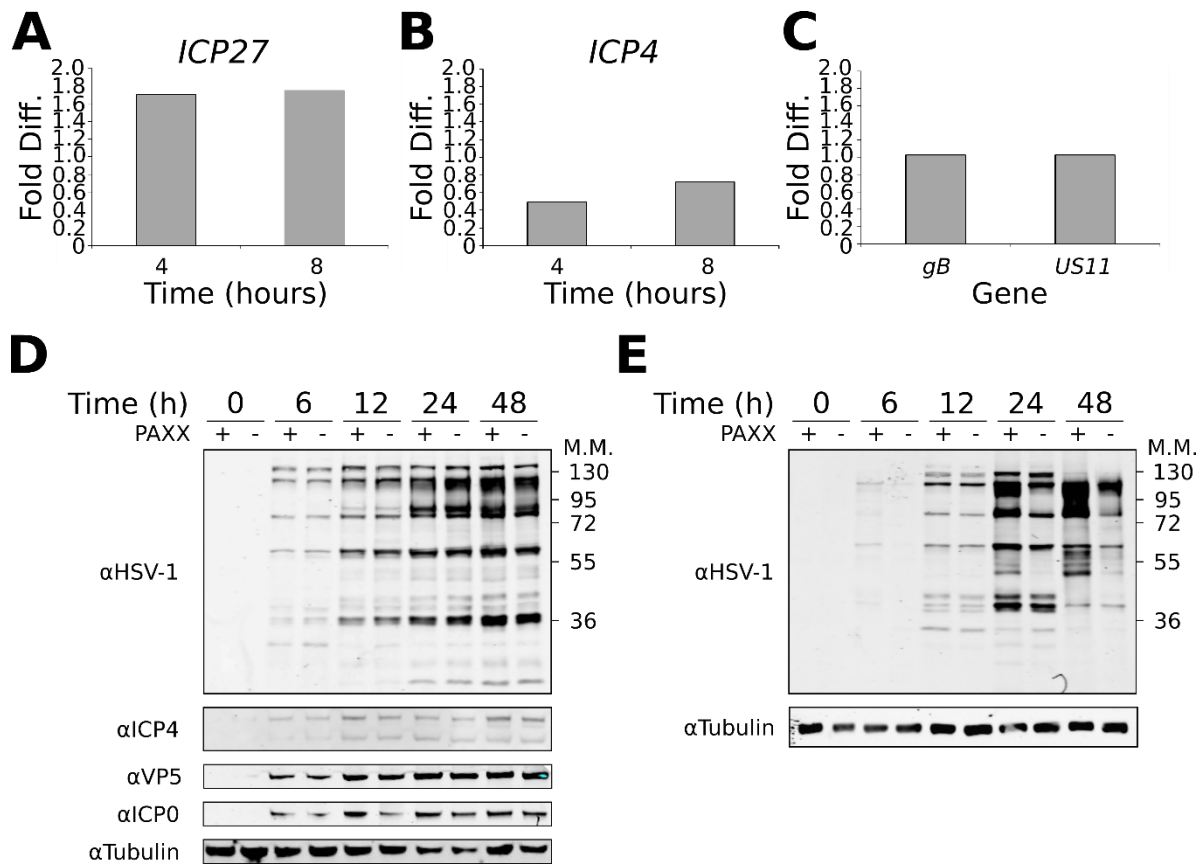 A
ICP27
Fold Diff.
2.0
1.8
1.6
1.4
1.2
1.0
0.8
0.6
0.4
0.2
0
4 8
Time (hours)
B
ICP4
Fold Diff.
2.0
1.8
1.6
1.4
1.2
1.0
0.8
0.6
0.4
0.2
0
4 8
Time (hours)
C
Fold Diff.
2.0
1.8
1.6
1.4
1.2
1.0
0.8
0.6
0.4
0.2
0
gB US11
Gene
D
Time (h) 0 6 12 24 48
PAXX + - + - + - + - + -
M.M.
130
95
72
55
36
αHSV-1
αICP4
αVP5
αICP0
αTubulin
E
Time (h) 0 6 12 24 48
PAXX + - + - + - + - + -
M.M.
130
95
72
55
36
αHSV-1
αTubulin